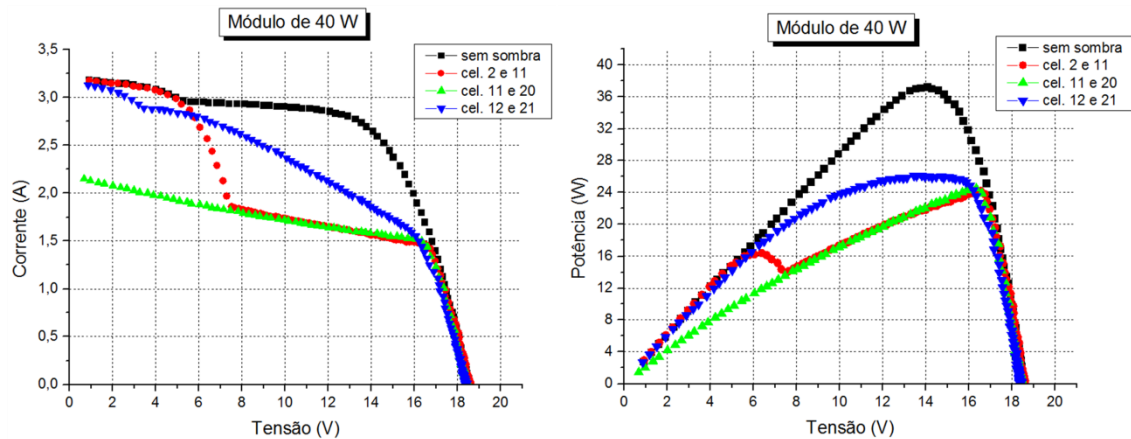 Módulo de 40 W
sem sombra
cel. 2 e 11
cel. 11 e 20
cel. 12 e 21
3,5
3,0
2,5
2,0
1,5
1,0
0,5
0,0
Corrente (A)
0 2 4 6 8 10 12 14 16 18 20
Tensão (V)
Módulo de 40 W
sem sombra
cel. 2 e 11
cel. 11 e 20
cel. 12 e 21
40
36
32
28
24
20
16
12
8
4
0
Potência (W)
0 2 4 6 8 10 12 14 16 18 20
Tensão (V)